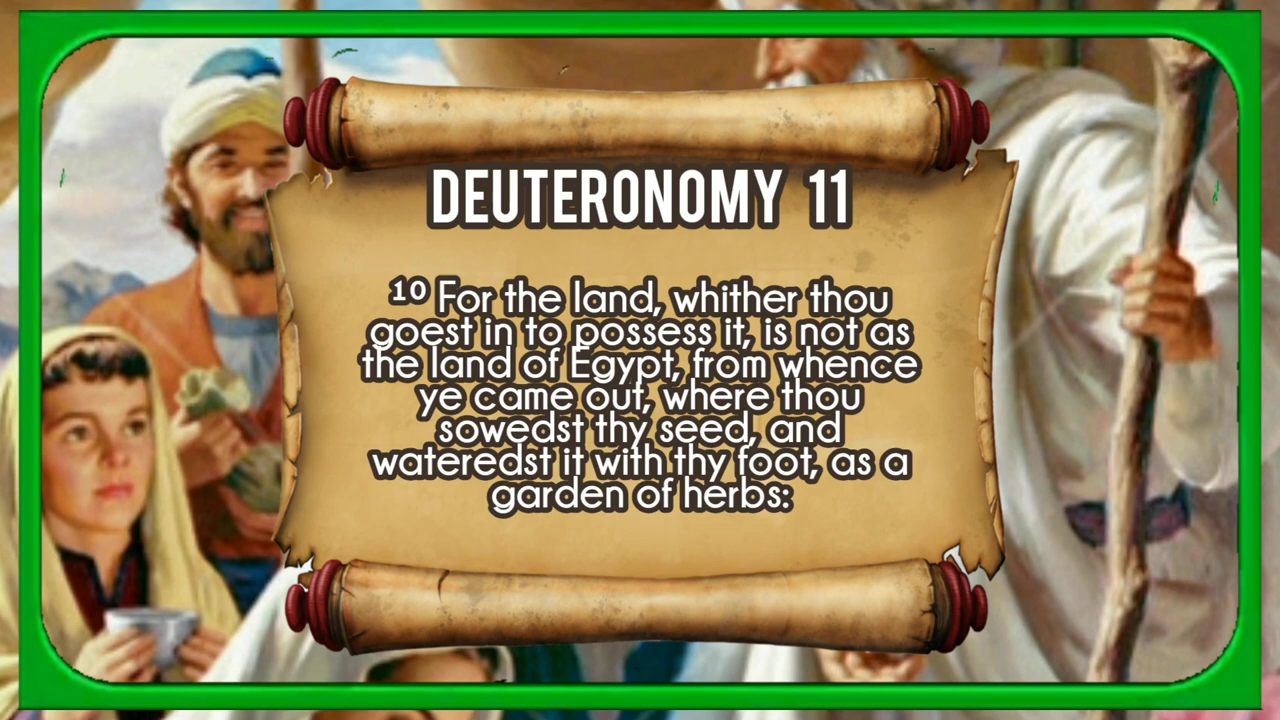 DEUTERONOMY 11
¹⁰ For the land, whither thou
goest in to possess it, is not as
the land of Egypt, from whence
ye came out, where thou
sowedst thy seed, and
wateredst it with thy foot, as a
garden of herbs: